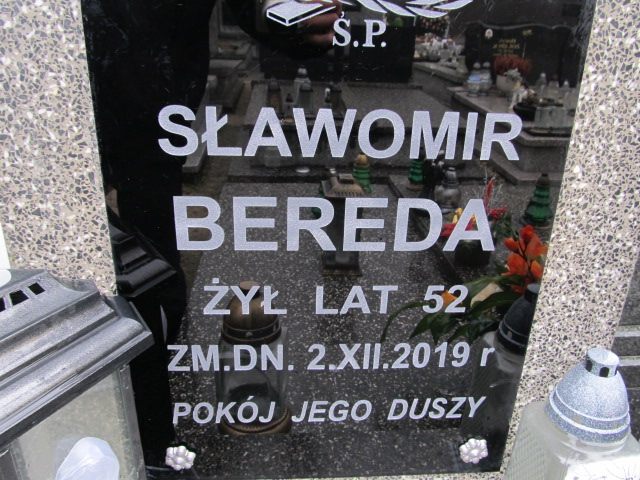 Ś.P.
SŁAWOMIR
BEREDA
ŻYŁ LAT 52
ZM.DN. 2.XII.2019 r
POKÓJ JEGO DUSZY